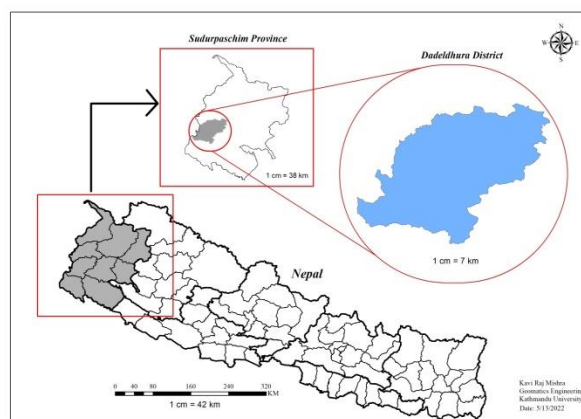 Sudurpaschim Province
Dadeldhura District
N
W E
S
1 cm = 38 km
1 cm = 7 km
Nepal
0 40 80 160 240 320
KM
1 cm = 42 km
Kavi Raj Mishra
Geomatics Engineering
Kathmandu University
Date: 5/13/2022